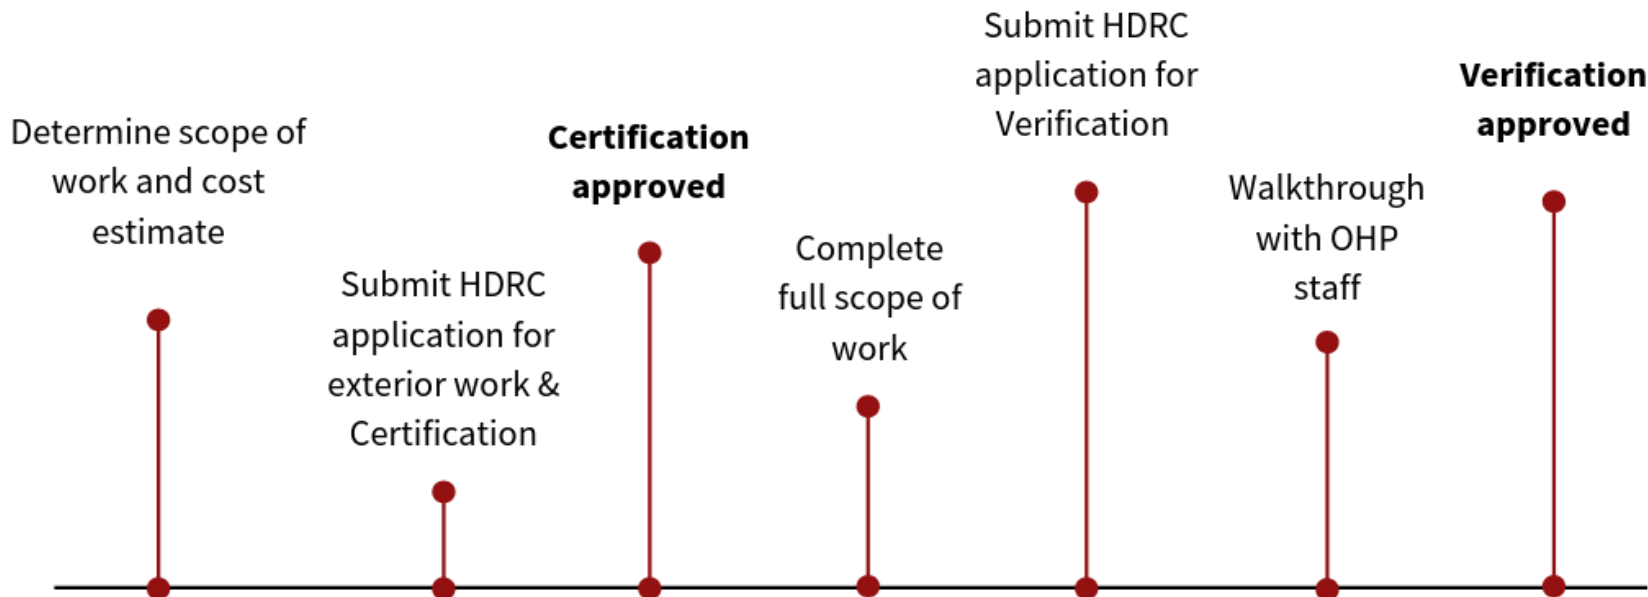 Determine scope of
work and cost
estimate
Submit HDRC
application for
exterior work &
Certification
Certification
approved
Complete
full scope of
work
Submit HDRC
application for
Verification
Walkthrough
with OHP
staff
Verification
approved